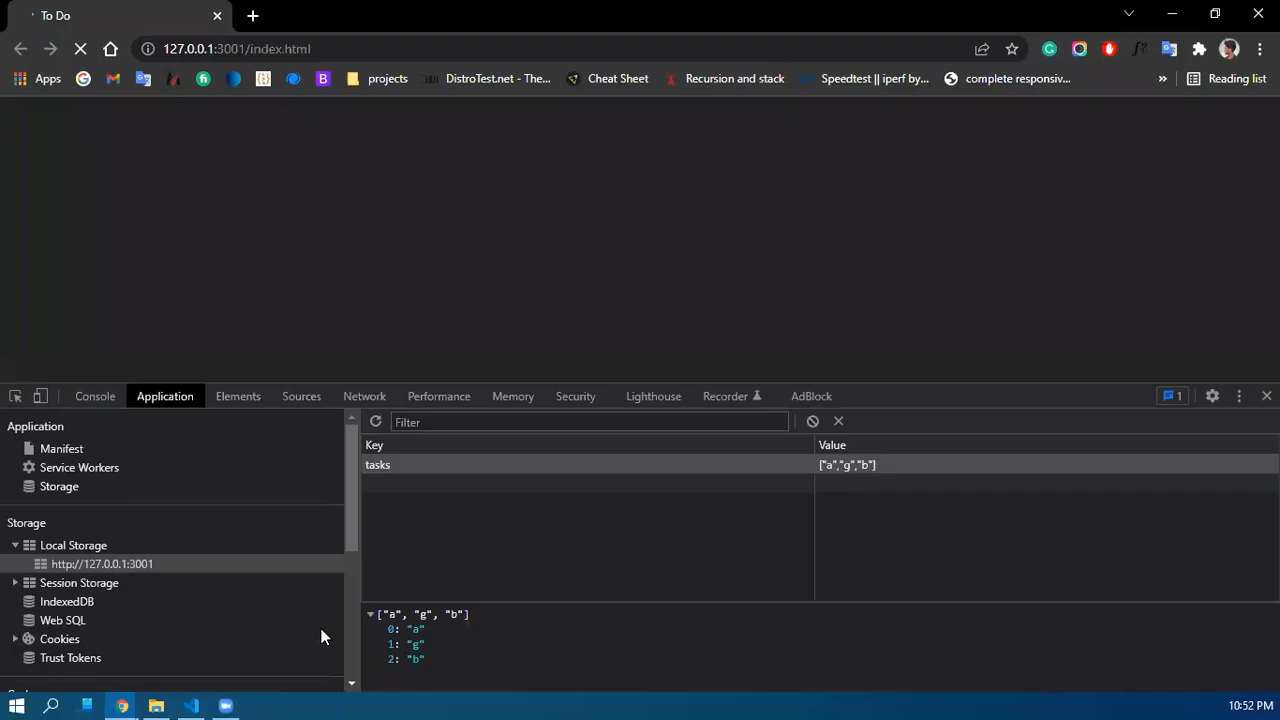 To Do
127.0.0.1:3001/index.html
Apps
projects
DistroTest.net - The...
Cheat Sheet
Recursion and stack
Speedtest || iperf by...
complete responsiv...
»
Reading list
Console
Application
Elements
Sources
Network
Performance
Memory
Security
Lighthouse
Recorder
AdBlock
1
Application
Manifest
Service Workers
Storage
Storage
Local Storage
http://127.0.0.1:3001
Session Storage
IndexedDB
Web SQL
Cookies
Trust Tokens
Filter
Key Value
tasks ["a","g","b"]
["a", "g", "b"]
0: "a"
1: "g"
2: "b"
10:52 PM